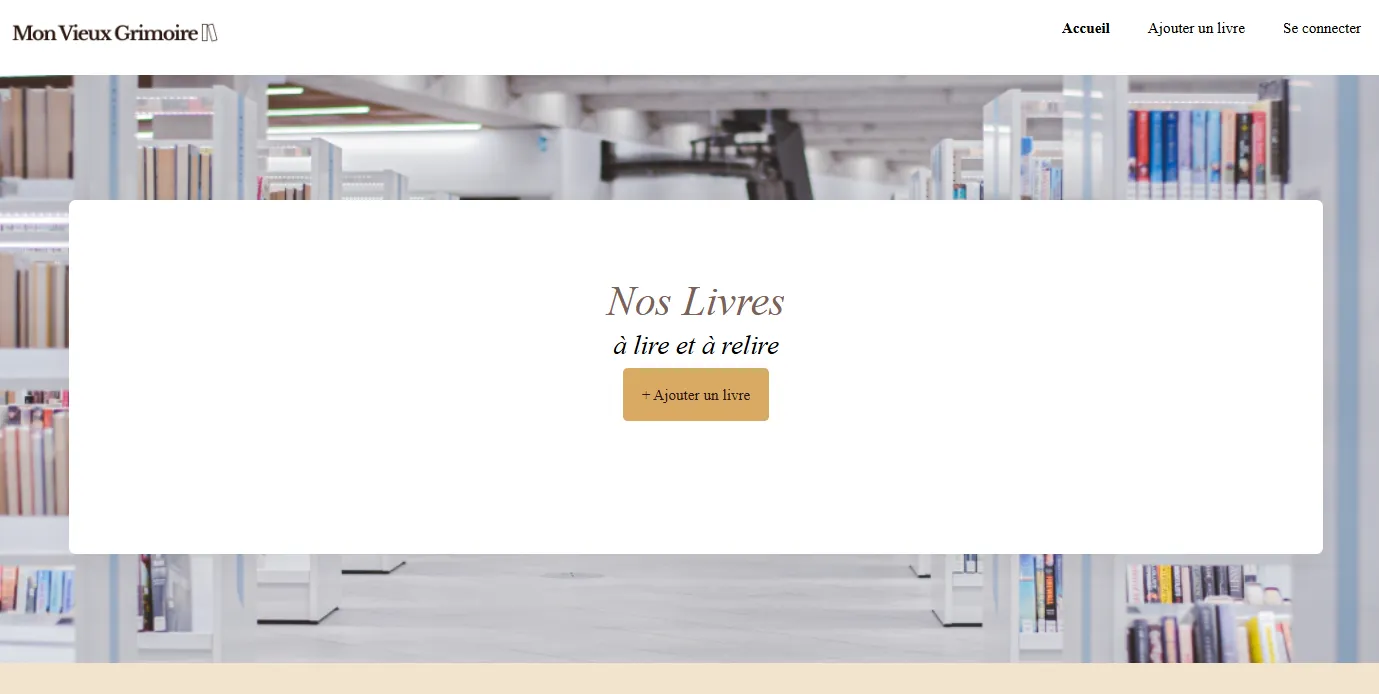 Mon Vieux Grimoire
Accueil
Ajouter un livre
Se connecter
Nos Livres
à lire et à relire
+ Ajouter un livre